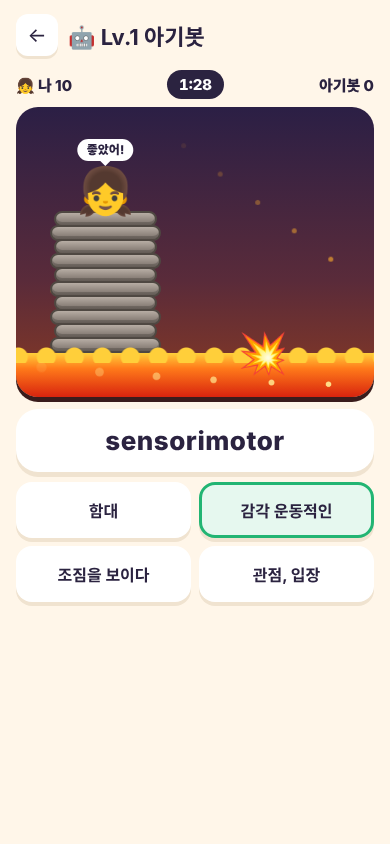 🤖 Lv.1 아기봇
👧 나 10
1:28
아기봇 0
좋았어!
sensorimotor
함대
감각 운동적인
조짐을 보이다
관점, 입장